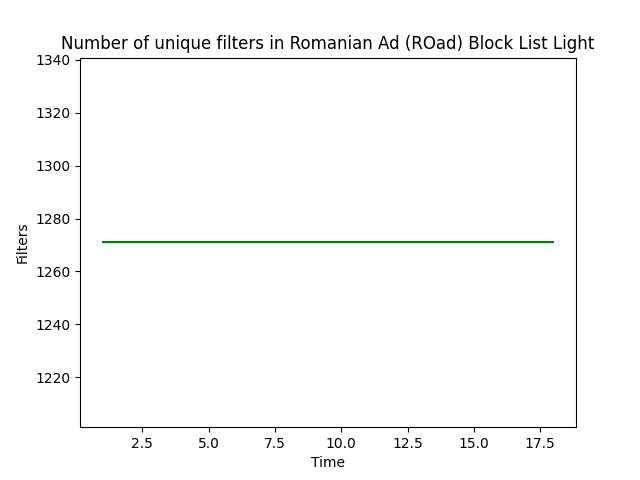 Number of unique filters in Romanian Ad (ROad) Block List Light
1340
1320
1300
1280
1260
1240
1220
Filters
2.5 5.0 7.5 10.0 12.5 15.0 17.5
Time